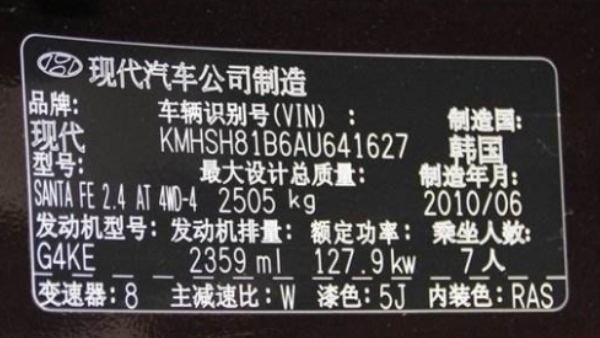 现代汽车公司制造
品牌: 车辆识别号(VIN) : 制造国:
现代 KMHSH81B6AU641627 韩国
型号: 最大设计总质量: 制造年月:
SANTA FE 2.4 AT 4WD-4 2505 kg 2010/06
发动机型号: 发动机排量: 额定功率: 乘坐人数:
G4KE 2359 ml 127.9 kw 7人
变速器: 8 主减速比: W 漆色: 5J 内装色: RAS